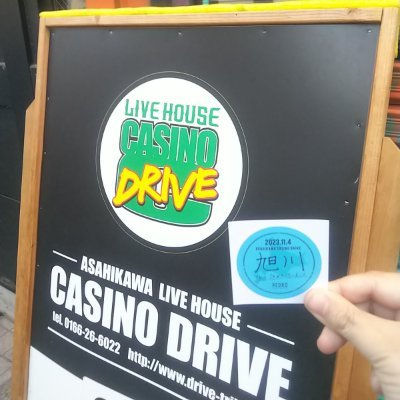 LIVE HOUSE
CASINO
DRIVE
ASAHIKAWA LIVE HOUSE
CASINO DRIVE
tel. 0166-26-6022 http://www.drive-
2023.11.4
ASAHIKAWA CASINO DRIVE
旭川
PEDRO